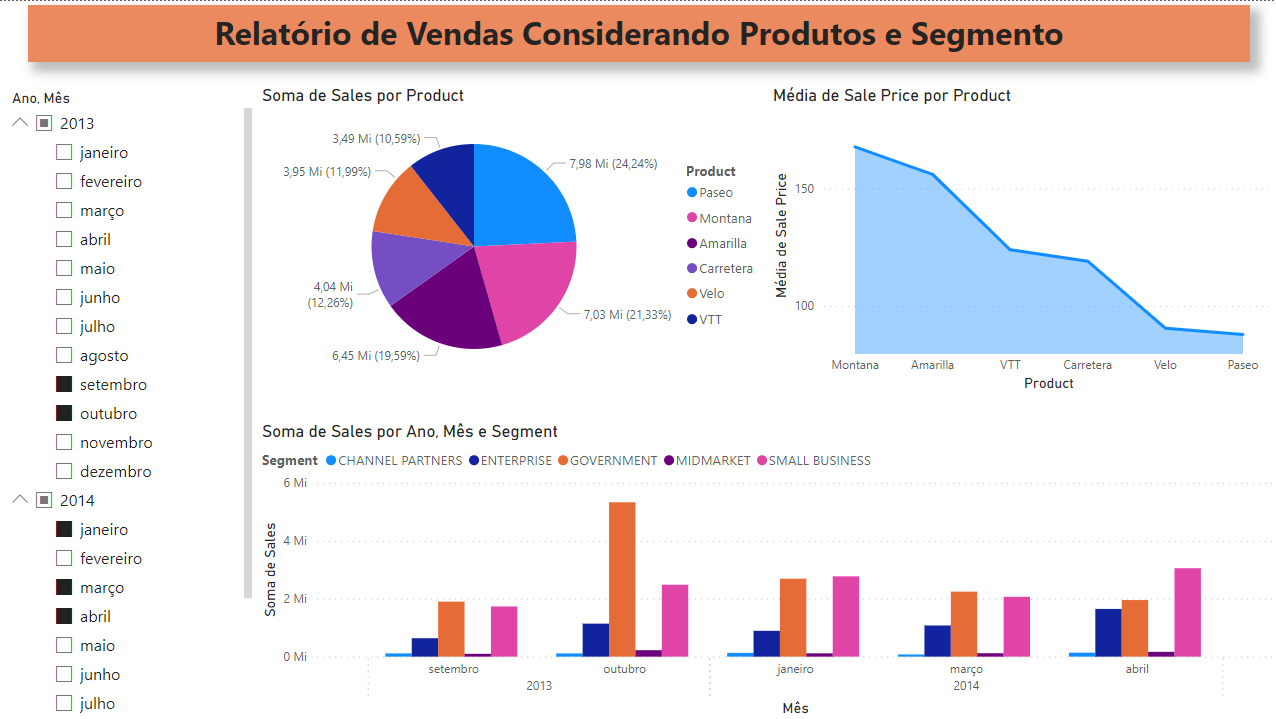 Relatório de Vendas Considerando Produtos e Segmento
Ano, Mês
2013
janeiro
fevereiro
março
abril
maio
junho
julho
agosto
setembro
outubro
novembro
dezembro
2014
janeiro
fevereiro
março
abril
maio
junho
julho
Soma de Sales por Product
3,49 Mi (10,59%)
7,98 Mi (24,24%)
3,95 Mi (11,99%)
4,04 Mi
(12,26%)
7,03 Mi (21,33%)
6,45 Mi (19,59%)
Product
Paseo
Montana
Amarilla
Carretera
Velo
VTT
Média de Sale Price por Product
Média de Sale Price
150
100
Montana Amarilla VTT Carretera Velo Paseo
Product
Soma de Sales por Ano, Mês e Segment
Segment CHANNEL PARTNERS ENTERPRISE GOVERNMENT MIDMARKET SMALL BUSINESS
Soma de Sales
6 Mi
4 Mi
2 Mi
0 Mi
setembro outubro janeiro março abril
2013 2014
Mês